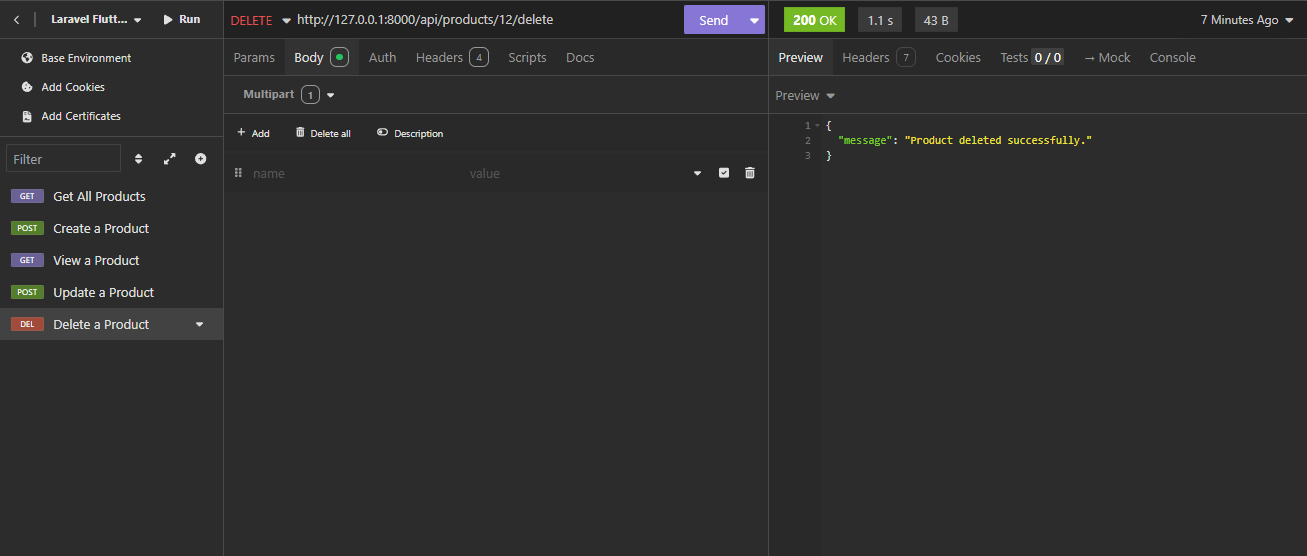 Laravel Flutt...
Run
Base Environment
Add Cookies
Add Certificates
Filter
GET Get All Products
POST Create a Product
GET View a Product
POST Update a Product
DEL Delete a Product
DELETE http://127.0.0.1:8000/api/products/12/delete Send
Params Body Auth Headers 4 Scripts Docs
Multipart 1
+ Add Delete all Description
name value
200 OK 1.1 s 43 B 7 Minutes Ago
Preview Headers 7 Cookies Tests 0 / 0 → Mock Console
Preview
1 {
2 "message": "Product deleted successfully."
3 }